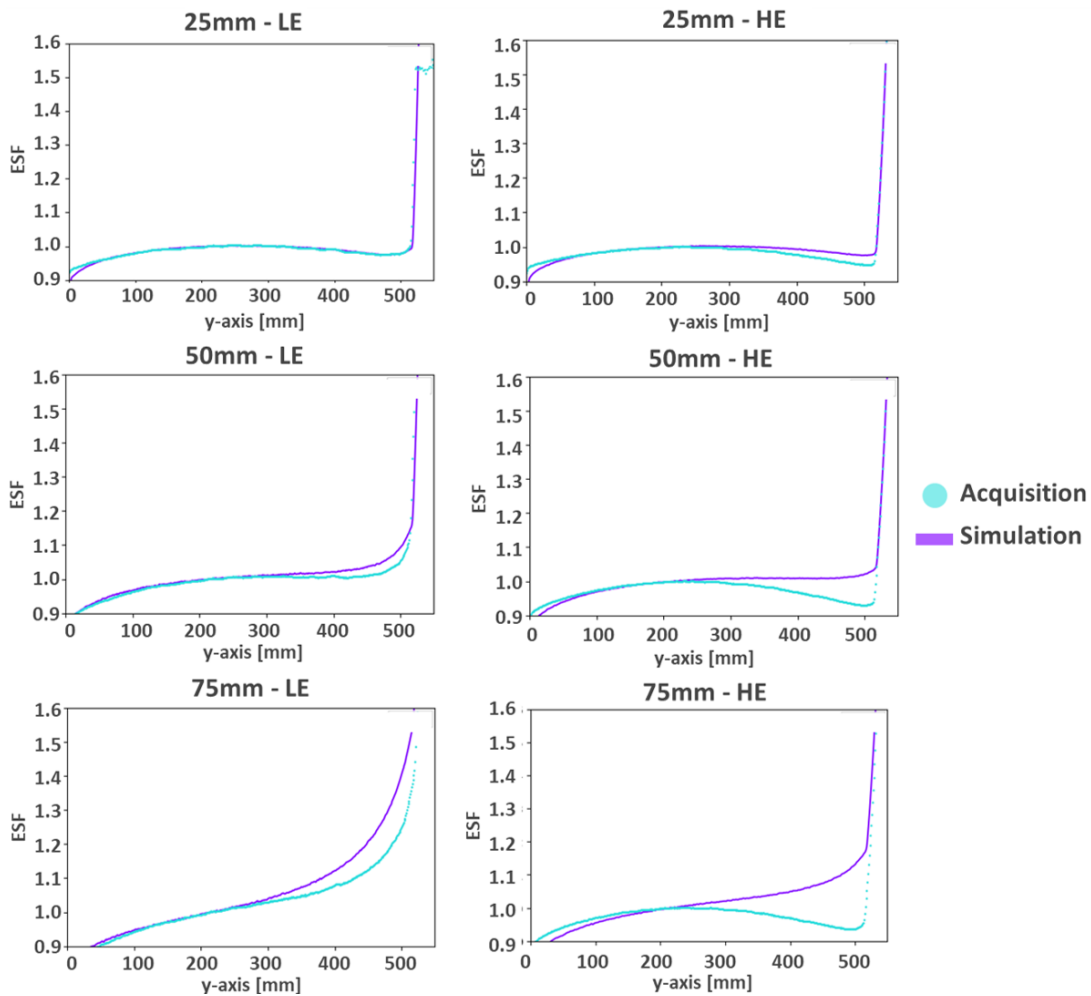 25mm - LE
1.6
1.5
1.4
1.3
1.2
1.1
1.0
0.9
ESF
0 100 200 300 400 500
y-axis [mm]
25mm - HE
1.6
1.5
1.4
1.3
1.2
1.1
1.0
0.9
ESF
0 100 200 300 400 500
y-axis [mm]
50mm - LE
1.6
1.5
1.4
1.3
1.2
1.1
1.0
0.9
ESF
0 100 200 300 400 500
y-axis [mm]
50mm - HE
1.6
1.5
1.4
1.3
1.2
1.1
1.0
0.9
ESF
0 100 200 300 400 500
y-axis [mm]
Acquisition
Simulation
75mm - LE
1.6
1.5
1.4
1.3
1.2
1.1
1.0
0.9
ESF
0 100 200 300 400 500
y-axis [mm]
75mm - HE
1.6
1.5
1.4
1.3
1.2
1.1
1.0
0.9
ESF
0 100 200 300 400 500
y-axis [mm]